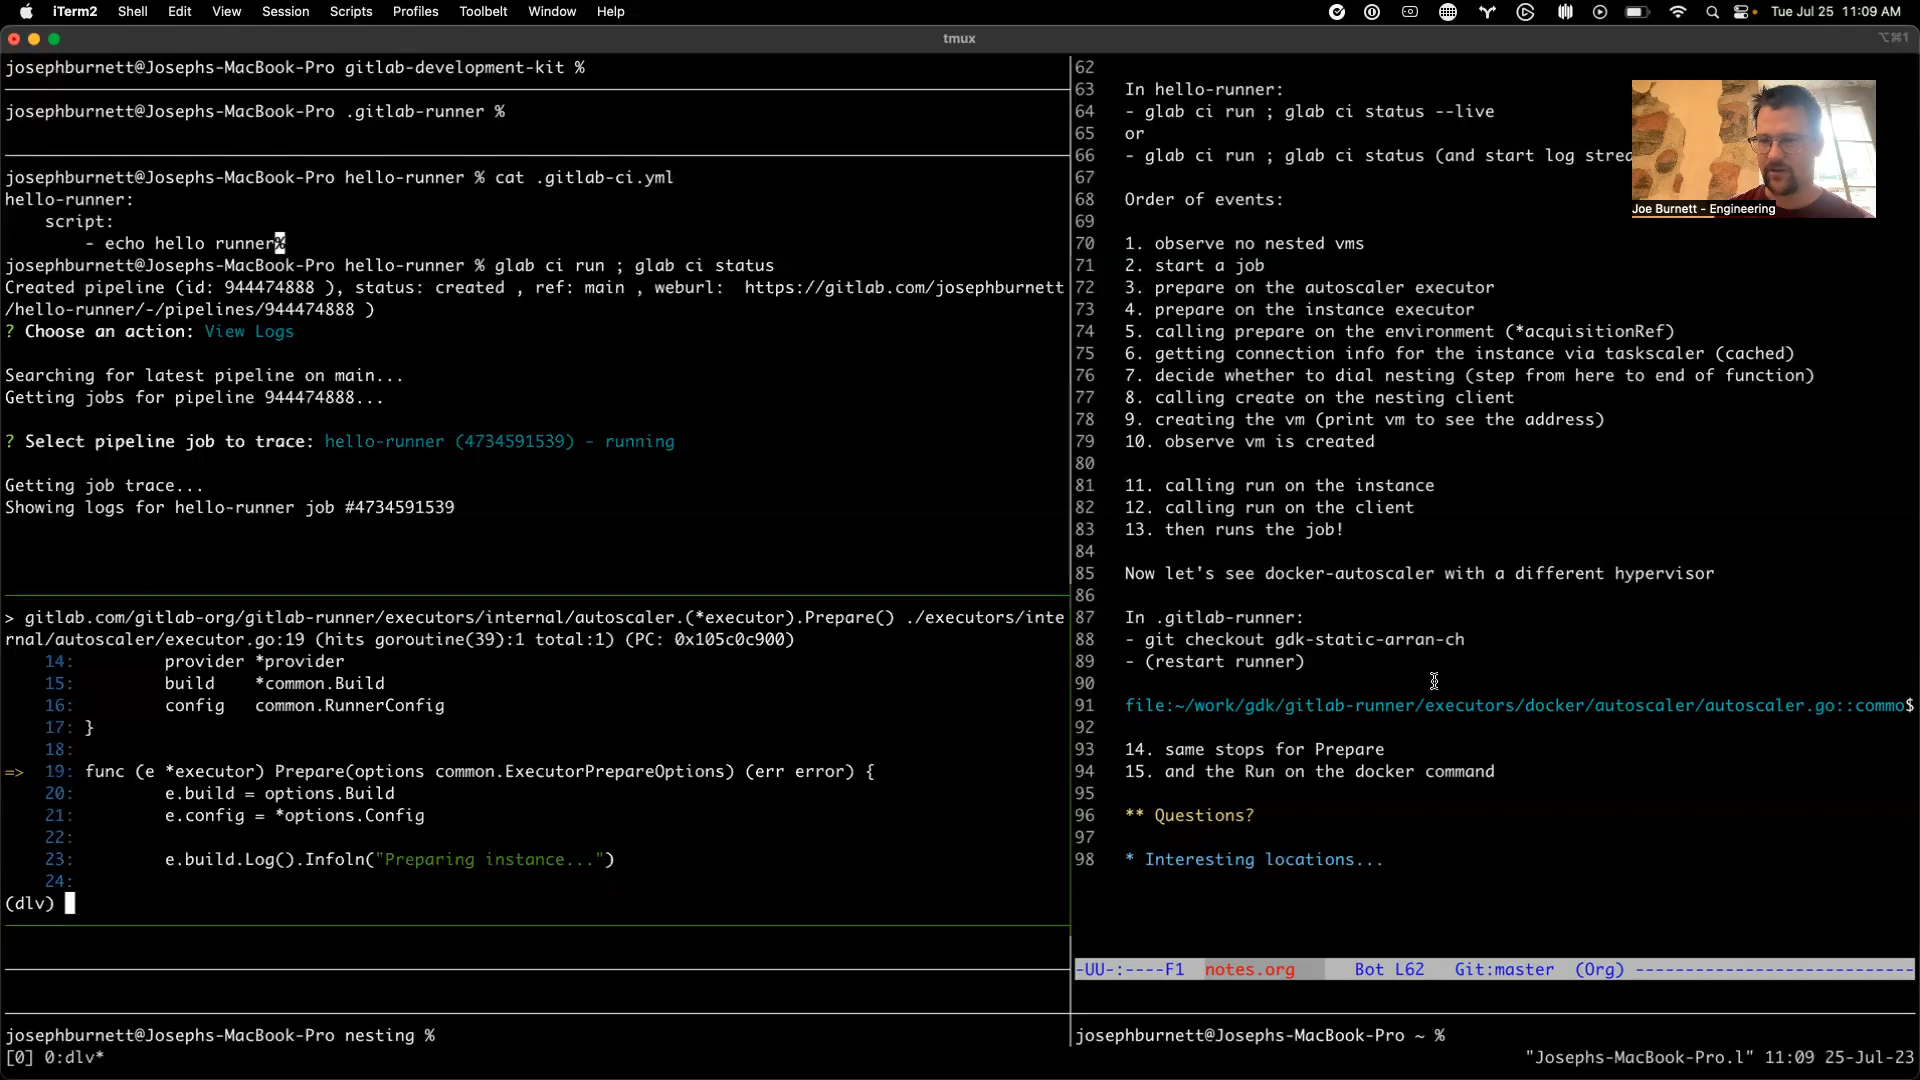 iTerm2 Shell Edit View Session Scripts Profiles Toolbelt Window Help Tue Jul 25 11:09 AM
tmux
⌥⌘1
josephburnett@Josephs-MacBook-Pro gitlab-development-kit %
josephburnett@Josephs-MacBook-Pro .gitlab-runner %
josephburnett@Josephs-MacBook-Pro hello-runner % cat .gitlab-ci.yml
hello-runner:
    script:
        - echo hello runner%
josephburnett@Josephs-MacBook-Pro hello-runner % glab ci run ; glab ci status
Created pipeline (id: 944474888 ), status: created , ref: main , weburl:  https://gitlab.com/josephburnett
/hello-runner/-/pipelines/944474888 )
? Choose an action: View Logs
Searching for latest pipeline on main...
Getting jobs for pipeline 944474888...
? Select pipeline job to trace: hello-runner (4734591539) - running
Getting job trace...
Showing logs for hello-runner job #4734591539
> gitlab.com/gitlab-org/gitlab-runner/executors/internal/autoscaler.(*executor).Prepare() ./executors/inte
rnal/autoscaler/executor.go:19 (hits goroutine(39):1 total:1) (PC: 0x105c0c900)
    14:         provider *provider
    15:         build    *common.Build
    16:         config   common.RunnerConfig
    17: }
    18:
=>  19: func (e *executor) Prepare(options common.ExecutorPrepareOptions) (err error) {
    20:         e.build = options.Build
    21:         e.config = *options.Config
    22:
    23:         e.build.Log().Infoln("Preparing instance...")
    24:
(dlv)
josephburnett@Josephs-MacBook-Pro nesting %
[0] 0:dlv*
62
63 In hello-runner:
64 - glab ci run ; glab ci status --live
65 or
66 - glab ci run ; glab ci status (and start log strea
67
68 Order of events:
69
70 1. observe no nested vms
71 2. start a job
72 3. prepare on the autoscaler executor
73 4. prepare on the instance executor
74 5. calling prepare on the environment (*acquisitionRef)
75 6. getting connection info for the instance via taskscaler (cached)
76 7. decide whether to dial nesting (step from here to end of function)
77 8. calling create on the nesting client
78 9. creating the vm (print vm to see the address)
79 10. observe vm is created
80
81 11. calling run on the instance
82 12. calling run on the client
83 13. then runs the job!
84
85 Now let's see docker-autoscaler with a different hypervisor
86
87 In .gitlab-runner:
88 - git checkout gdk-static-arran-ch
89 - (restart runner)
90
91 file:~/work/gdk/gitlab-runner/executors/docker/autoscaler/autoscaler.go::commo$
92
93 14. same stops for Prepare
94 15. and the Run on the docker command
95
96 ** Questions?
97
98 * Interesting locations...
-UU-:----F1 notes.org Bot L62 Git:master (Org) ----------------------------
josephburnett@Josephs-MacBook-Pro ~ %
"Josephs-MacBook-Pro.l" 11:09 25-Jul-23
Joe Burnett - Engineering